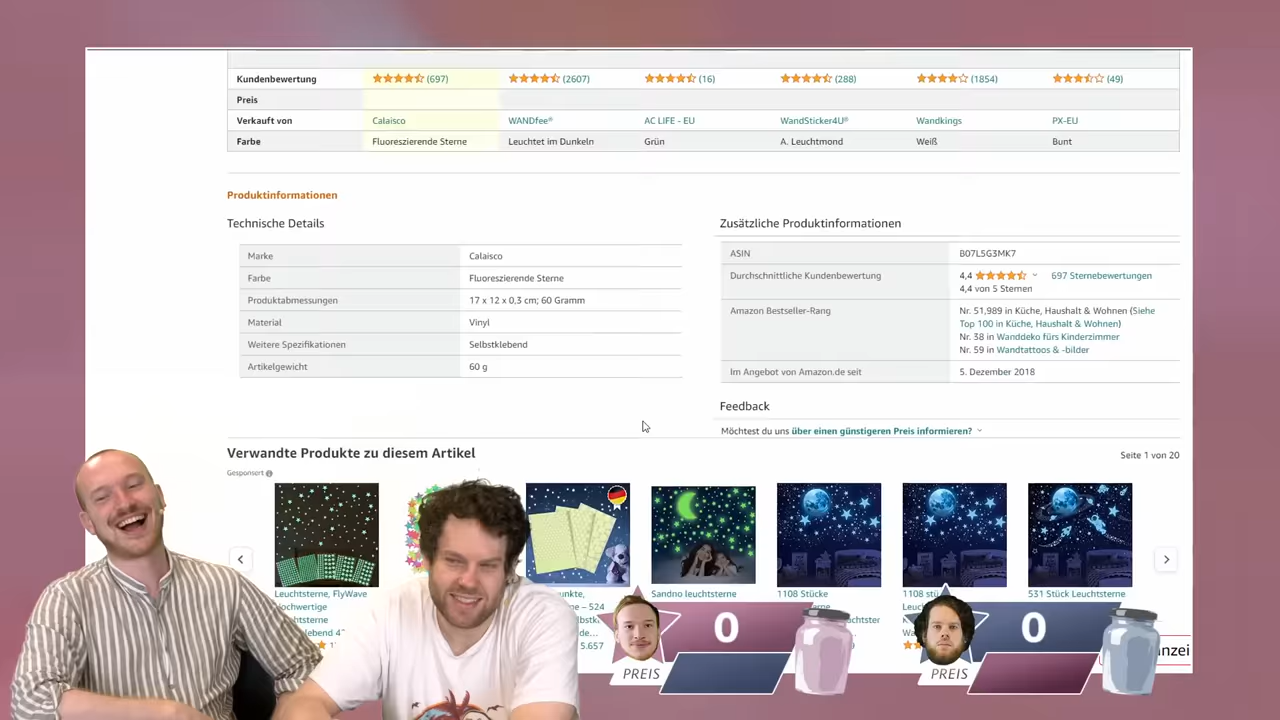 Kundenbewertung (697) (2607) (16) (288) (1854) (49)
Preis
Verkauft von Calaisco WANDfee® AC LIFE - EU WandSticker4U® Wandkings PX-EU
Farbe Fluoreszierende Sterne Leuchtet im Dunkeln Grün A. Leuchtmond Weiß Bunt
Produktinformationen
Technische Details
Marke Calaisco
Farbe Fluoreszierende Sterne
Produktabmessungen 17 x 12 x 0,3 cm; 60 Gramm
Material Vinyl
Weitere Spezifikationen Selbstklebend
Artikelgewicht 60 g
Zusätzliche Produktinformationen
ASIN B07L5G3MK7
Durchschnittliche Kundenbewertung 4,4 697 Sternebewertungen
4,4 von 5 Sternen
Amazon Bestseller-Rang Nr. 51,989 in Küche, Haushalt & Wohnen (Siehe
Top 100 in Küche, Haushalt & Wohnen)
Nr. 38 in Wanddeko fürs Kinderzimmer
Nr. 59 in Wandtattoos & -bilder
Im Angebot von Amazon.de seit 5. Dezember 2018
Feedback
Möchtest du uns über einen günstigeren Preis informieren?
Verwandte Produkte zu diesem Artikel
Seite 1 von 20
Gesponsert
Leuchtsterne, FlyWave
Sandno leuchtsterne
1108 Stücke
531 Stück Leuchtsterne
– 524
5.657
0
PREIS
0
PREIS